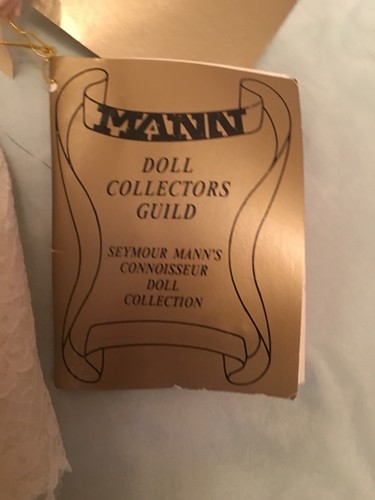 MANN
DOLL
COLLECTORS
GUILD
SEYMOUR MANN'S
CONNOISSEUR
DOLL
COLLECTION